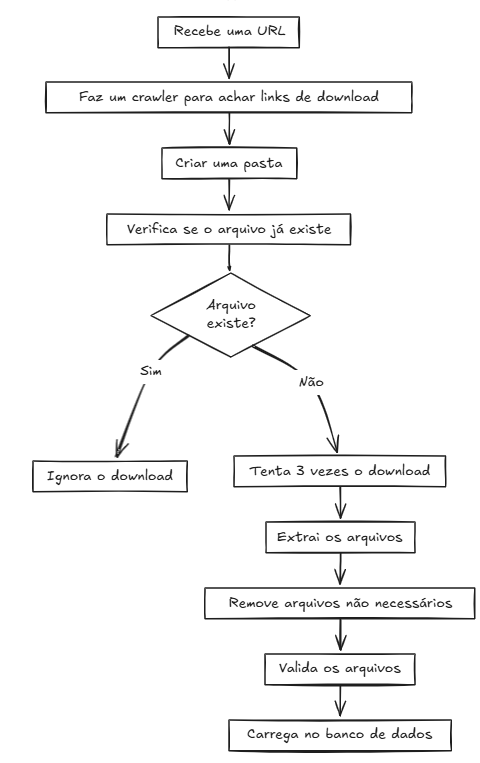 Recebe uma URL
Faz um crawler para achar links de download
Criar uma pasta
Verifica se o arquivo já existe
Arquivo
existe?
Sim
Não
Ignora o download
Tenta 3 vezes o download
Extrai os arquivos
Remove arquivos não necessários
Valida os arquivos
Carrega no banco de dados